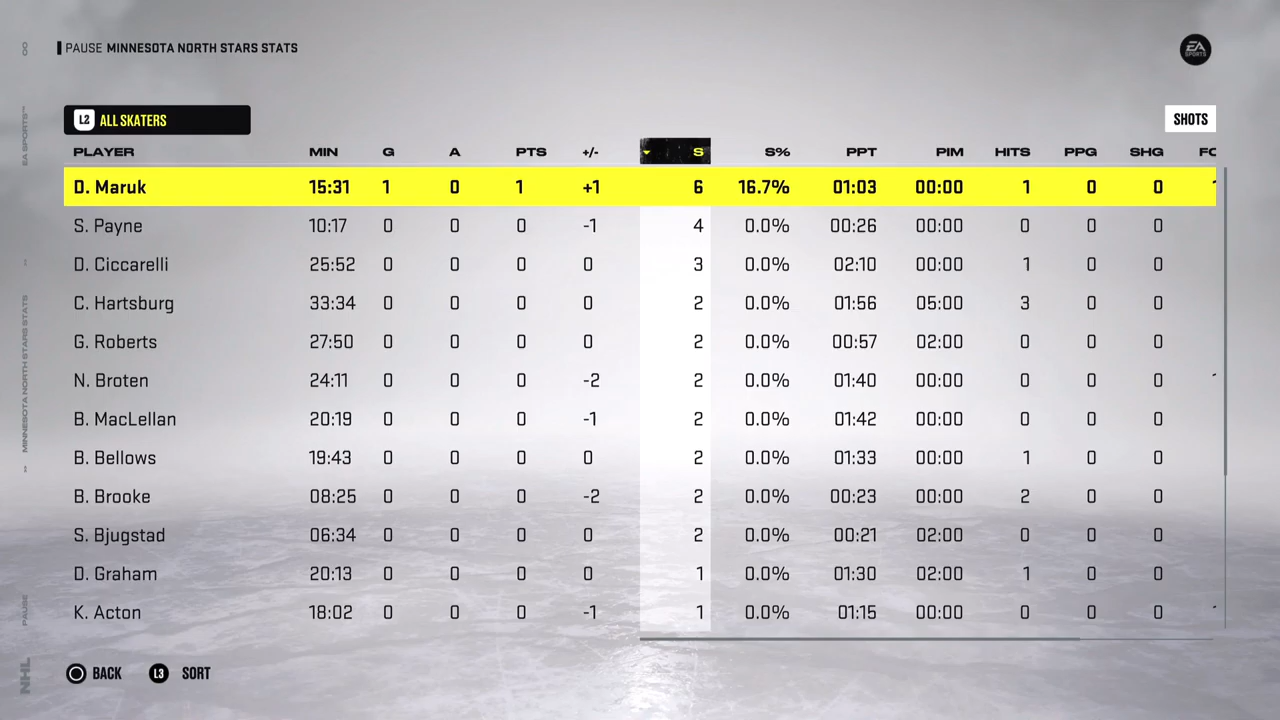 PAUSE MINNESOTA NORTH STARS STATS
EA SPORTS
L2 ALL SKATERS
SHOTS
PLAYER MIN G A PTS +/- S S% PPT PIM HITS PPG SHG
D. Maruk 15:31 1 0 1 +1 6 16.7% 01:03 00:00 1 0 0
S. Payne 10:17 0 0 0 -1 4 0.0% 00:26 00:00 0 0 0
D. Ciccarelli 25:52 0 0 0 0 3 0.0% 02:10 00:00 1 0 0
C. Hartsburg 33:34 0 0 0 0 2 0.0% 01:56 05:00 3 0 0
G. Roberts 27:50 0 0 0 0 2 0.0% 00:57 02:00 0 0 0
N. Broten 24:11 0 0 0 -2 2 0.0% 01:40 00:00 0 0 0
B. MacLellan 20:19 0 0 0 -1 2 0.0% 01:42 00:00 0 0 0
B. Bellows 19:43 0 0 0 0 2 0.0% 01:33 00:00 1 0 0
B. Brooke 08:25 0 0 0 -2 2 0.0% 00:23 00:00 2 0 0
S. Bjugstad 06:34 0 0 0 0 2 0.0% 00:21 02:00 0 0 0
D. Graham 20:13 0 0 0 0 1 0.0% 01:30 02:00 1 0 0
K. Acton 18:02 0 0 0 -1 1 0.0% 01:15 00:00 0 0 0
BACK L3 SORT
NHL PAUSE » MINNESOTA NORTH STARS STATS EA SPORTS™